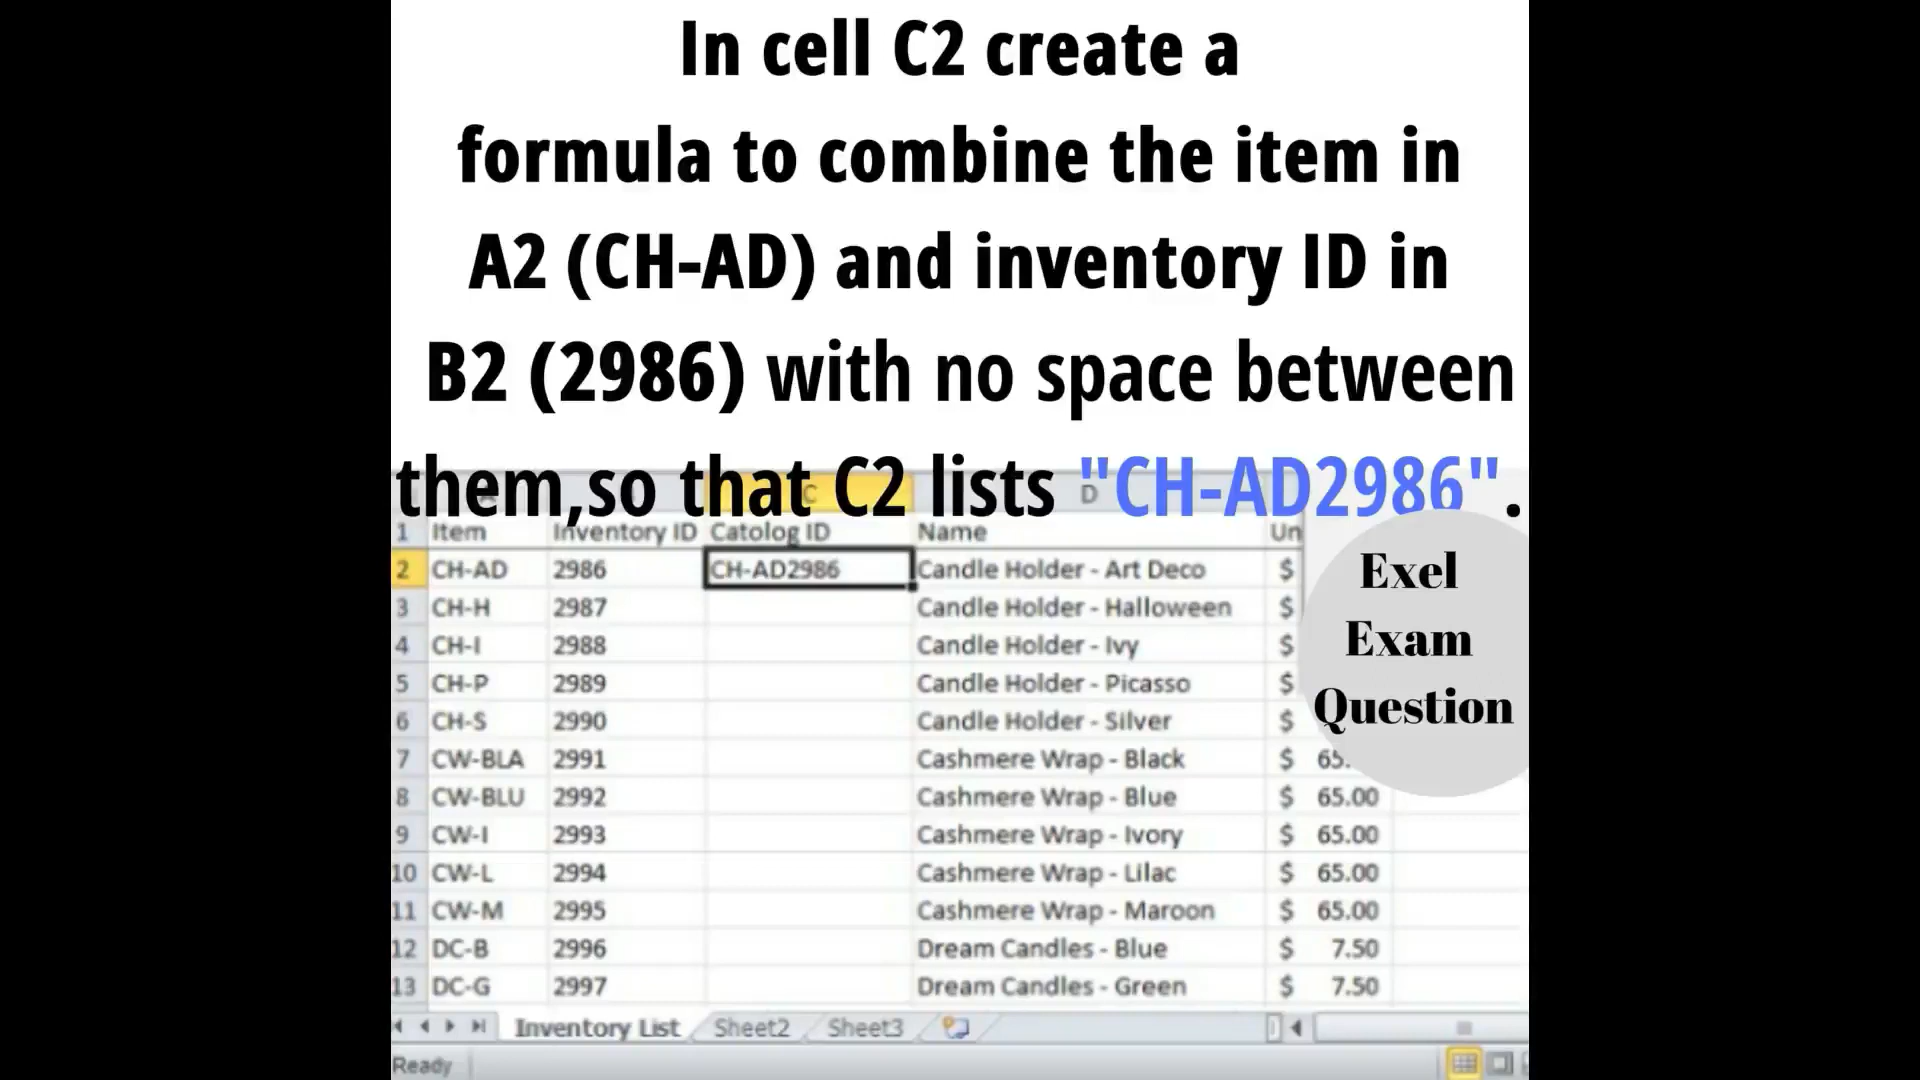 In cell C2 create a
formula to combine the item in
A2 (CH-AD) and inventory ID in
B2 (2986) with no space between
them,so that C2 lists "CH-AD2986".
C D
1 Item Inventory ID Catolog ID Name Un
2 CH-AD 2986 CH-AD2986 Candle Holder - Art Deco $
3 CH-H 2987 Candle Holder - Halloween $
4 CH-I 2988 Candle Holder - Ivy $
5 CH-P 2989 Candle Holder - Picasso $
6 CH-S 2990 Candle Holder - Silver $
7 CW-BLA 2991 Cashmere Wrap - Black $ 65.
8 CW-BLU 2992 Cashmere Wrap - Blue $ 65.00
9 CW-I 2993 Cashmere Wrap - Ivory $ 65.00
10 CW-L 2994 Cashmere Wrap - Lilac $ 65.00
11 CW-M 2995 Cashmere Wrap - Maroon $ 65.00
12 DC-B 2996 Dream Candles - Blue $ 7.50
13 DC-G 2997 Dream Candles - Green $ 7.50
Exel
Exam
Question
Inventory List Sheet2 Sheet3
Ready